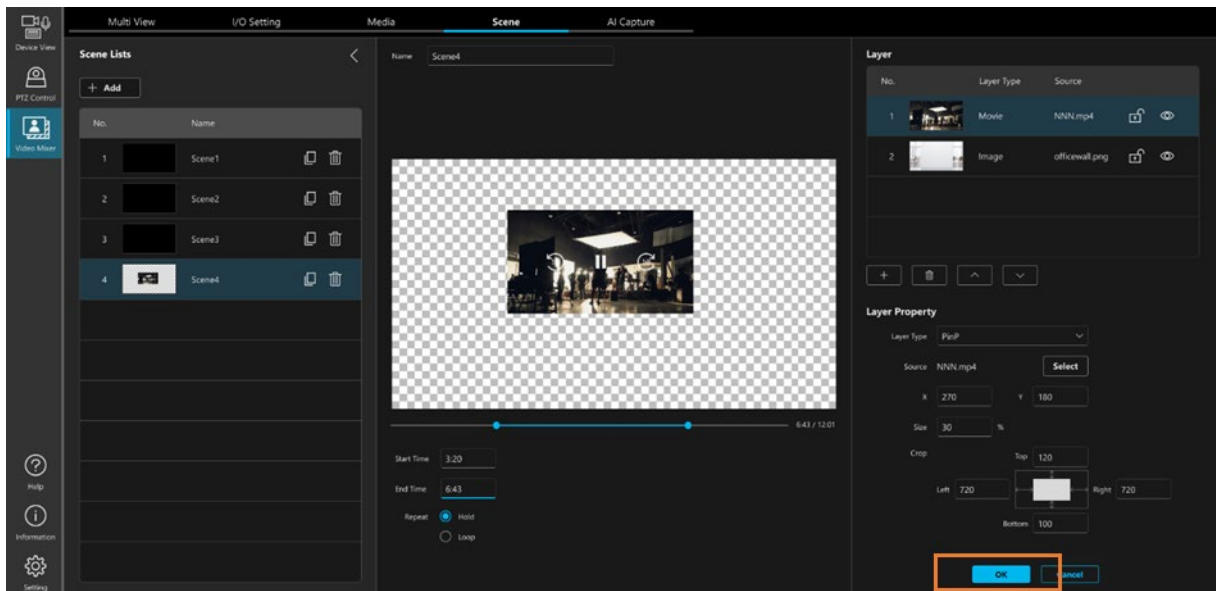 Multi View
I/O Setting
Media
Scene
AI Capture
Device View
PTZ Control
Video Mixer
Help
Information
Setting
Scene Lists
+ Add
No. Name
1 Scene1
2 Scene2
3 Scene3
4 Scene4
Name Scene4
6:43 / 12:01
Start Time 3:20
End Time 6:43
Repeat Hold
Loop
Layer
No. Layer Type Source
1 Movie NNN.mp4
2 Image officewall.png
Layer Property
Layer Type PinP
Source NNN.mp4 Select
X 270 Y 180
Size 30 %
Crop Top 120
Left 720 Right 720
Bottom 100
OK Cancel